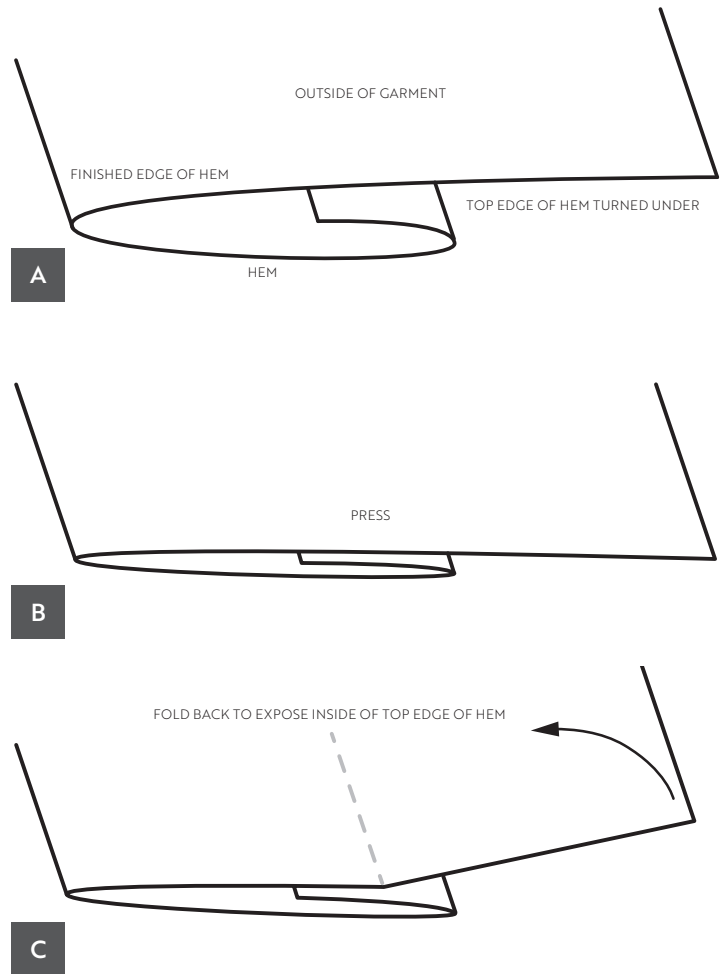 OUTSIDE OF GARMENT
FINISHED EDGE OF HEM
TOP EDGE OF HEM TURNED UNDER
HEM
A
PRESS
B
FOLD BACK TO EXPOSE INSIDE OF TOP EDGE OF HEM
C